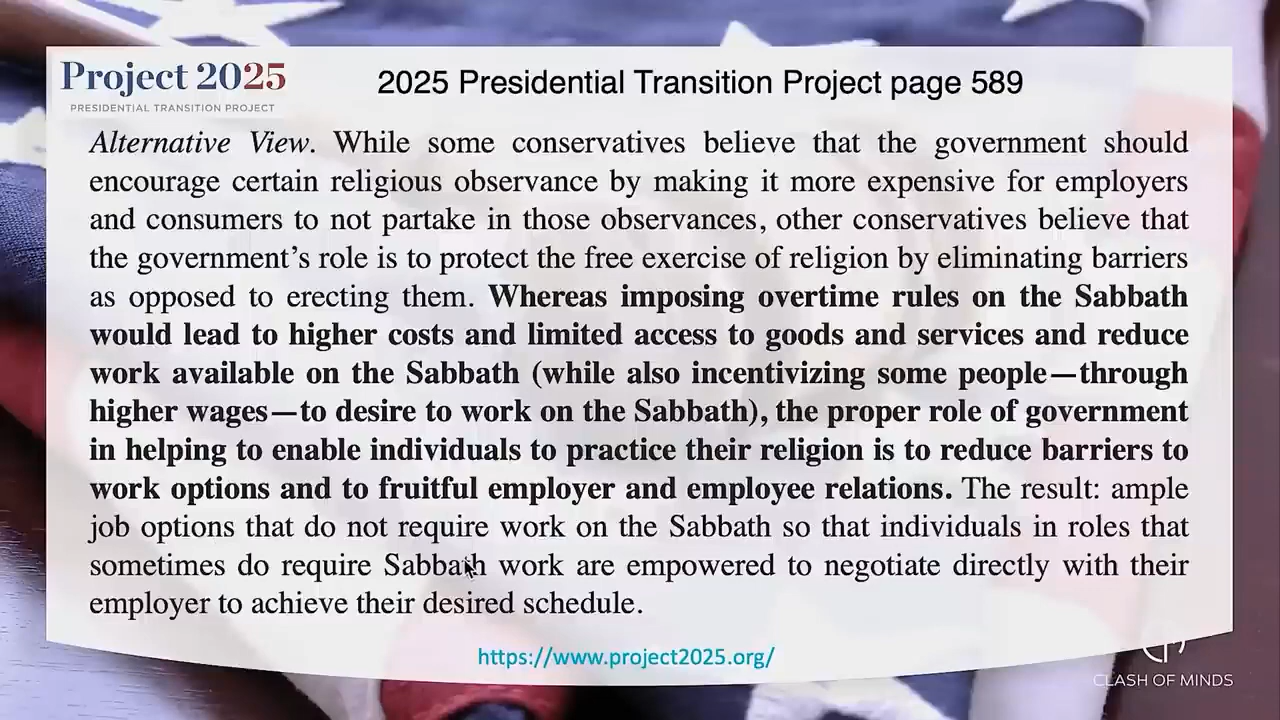 Project 2025
PRESIDENTIAL TRANSITION PROJECT
2025 Presidential Transition Project page 589
Alternative View. While some conservatives believe that the government should
encourage certain religious observance by making it more expensive for employers
and consumers to not partake in those observances, other conservatives believe that
the government’s role is to protect the free exercise of religion by eliminating barriers
as opposed to erecting them. Whereas imposing overtime rules on the Sabbath
would lead to higher costs and limited access to goods and services and reduce
work available on the Sabbath (while also incentivizing some people—through
higher wages—to desire to work on the Sabbath), the proper role of government
in helping to enable individuals to practice their religion is to reduce barriers to
work options and to fruitful employer and employee relations. The result: ample
job options that do not require work on the Sabbath so that individuals in roles that
sometimes do require Sabbath work are empowered to negotiate directly with their
employer to achieve their desired schedule.
https://www.project2025.org/
CLASH OF MINDS